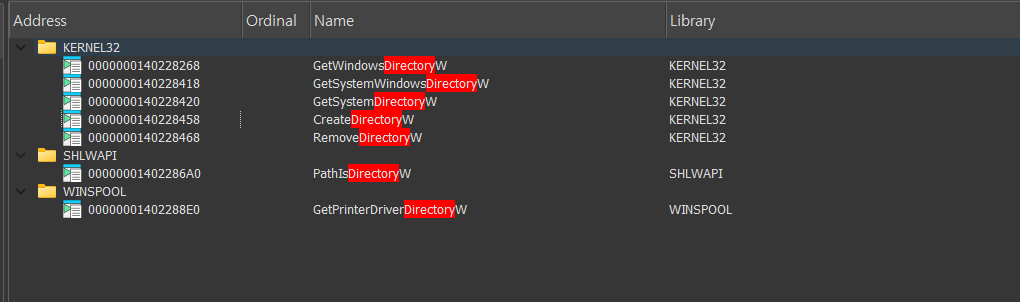 Address Ordinal Name Library
KERNEL32
0000000140228268 GetWindowsDirectoryW KERNEL32
0000000140228418 GetSystemWindowsDirectoryW KERNEL32
0000000140228420 GetSystemDirectoryW KERNEL32
0000000140228458 CreateDirectoryW KERNEL32
0000000140228468 RemoveDirectoryW KERNEL32
SHLWAPI
00000001402286A0 PathIsDirectoryW SHLWAPI
WINSPOOL
00000001402288E0 GetPrinterDriverDirectoryW WINSPOOL